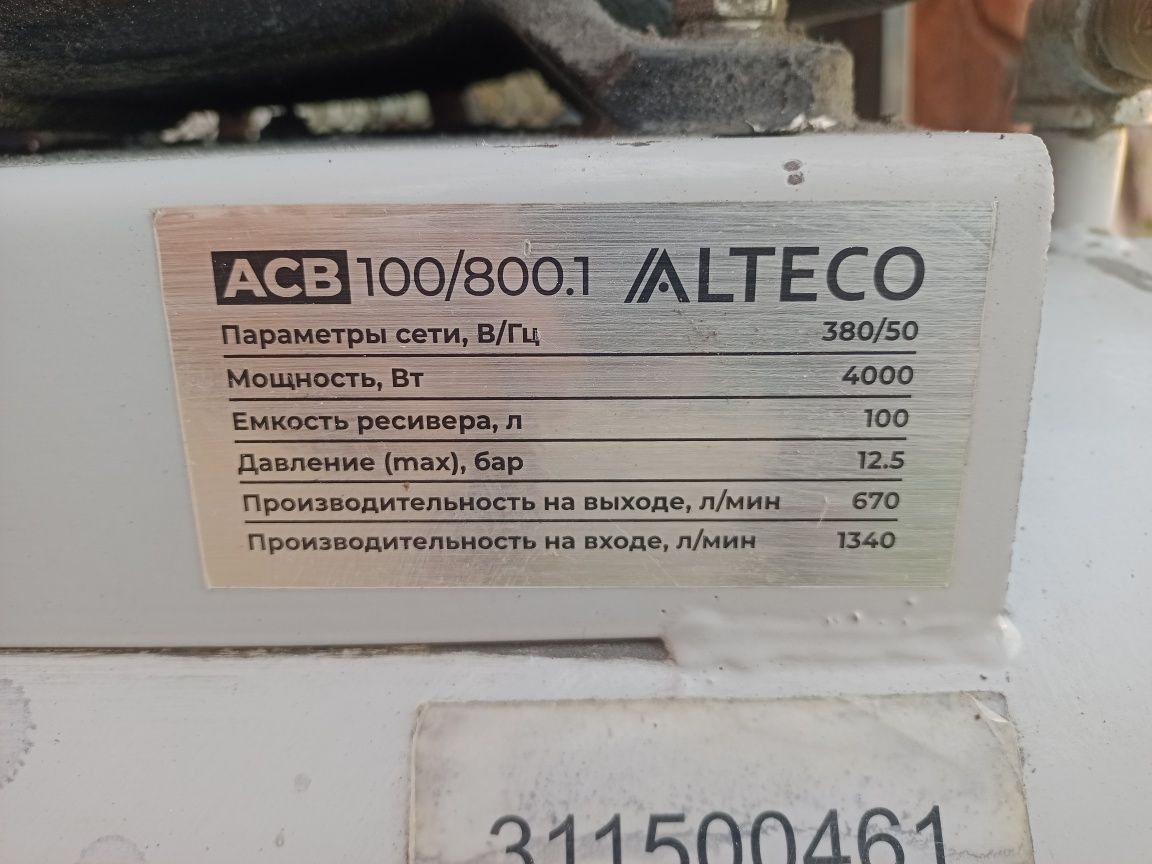 ACB 100/800.1 ALTECO
Параметры сети, В/Гц 380/50
Мощность, Вт 4000
Емкость ресивера, л 100
Давление (max), бар 12.5
Производительность на выходе, л/мин 670
Производительность на входе, л/мин 1340
311500461